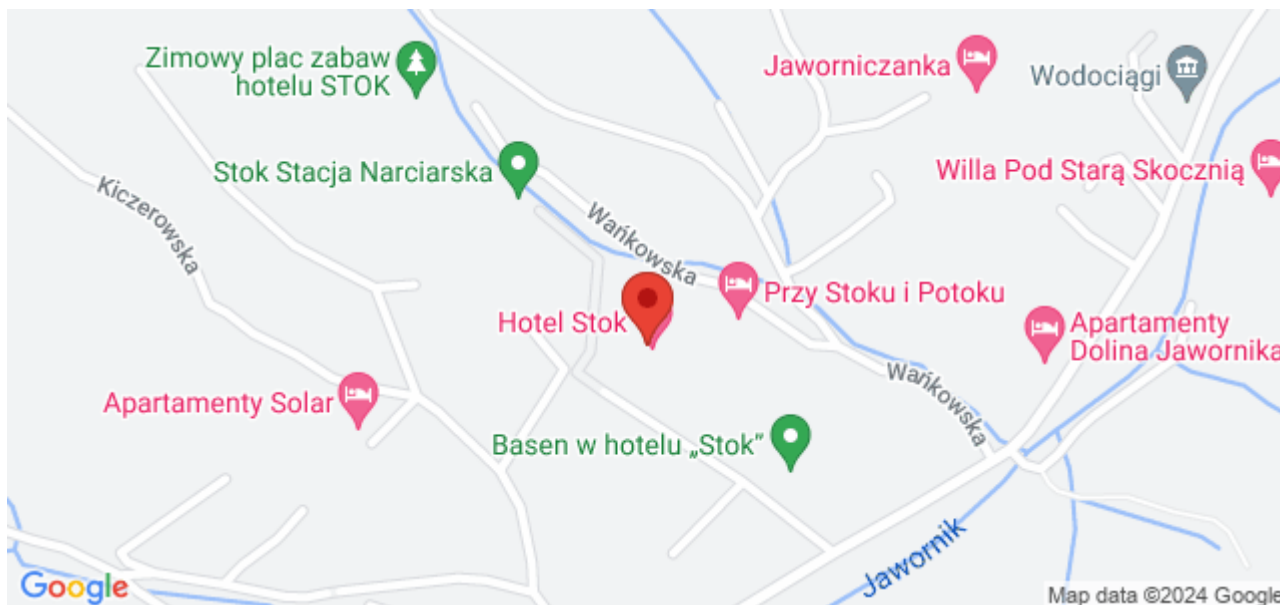 Zimowy plac zabaw
hotelu STOK
Jaworniczanka
Wodociągi
Stok Stacja Narciarska
Willa Pod Starą Skocznią
Kiczerowska
Wańkowska
Przy Stoku i Potoku
Hotel Stok
Apartamenty
Dolina Jawornika
Wańkowska
Apartamenty Solar
Basen w hotelu „Stok”
Jawornik
Google
Map data ©2024 Google